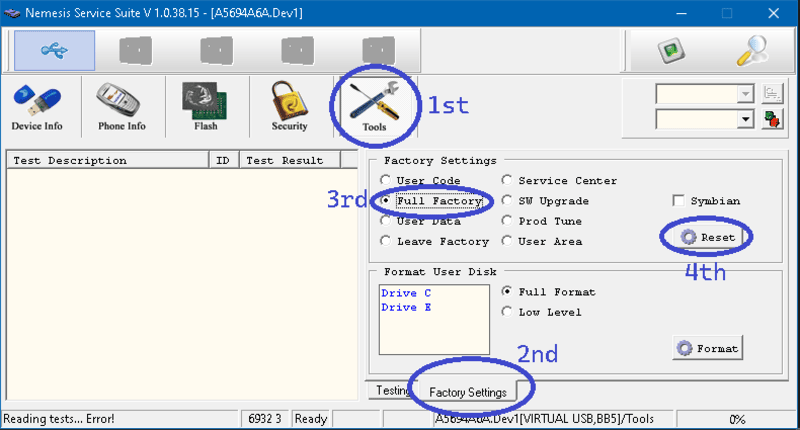 Nemesis Service Suite V 1.0.38.15 - [A5694A6A.Dev1]
Device Info
Phone Info
Flash
Security
Tools
1st
Test Description ID Test Result
Factory Settings
User Code
Service Center
3rd
Full Factory
SW Upgrade
Symbian
User Data
Prod Tune
Reset
Leave Factory
User Area
4th
Format User Disk
Drive C
Drive E
Full Format
Low Level
Format
2nd
Testing
Factory Settings
Reading tests... Error!
6932 3
Ready
A5694A6A.Dev1[VIRTUAL USB,BB5]/Tools
0%